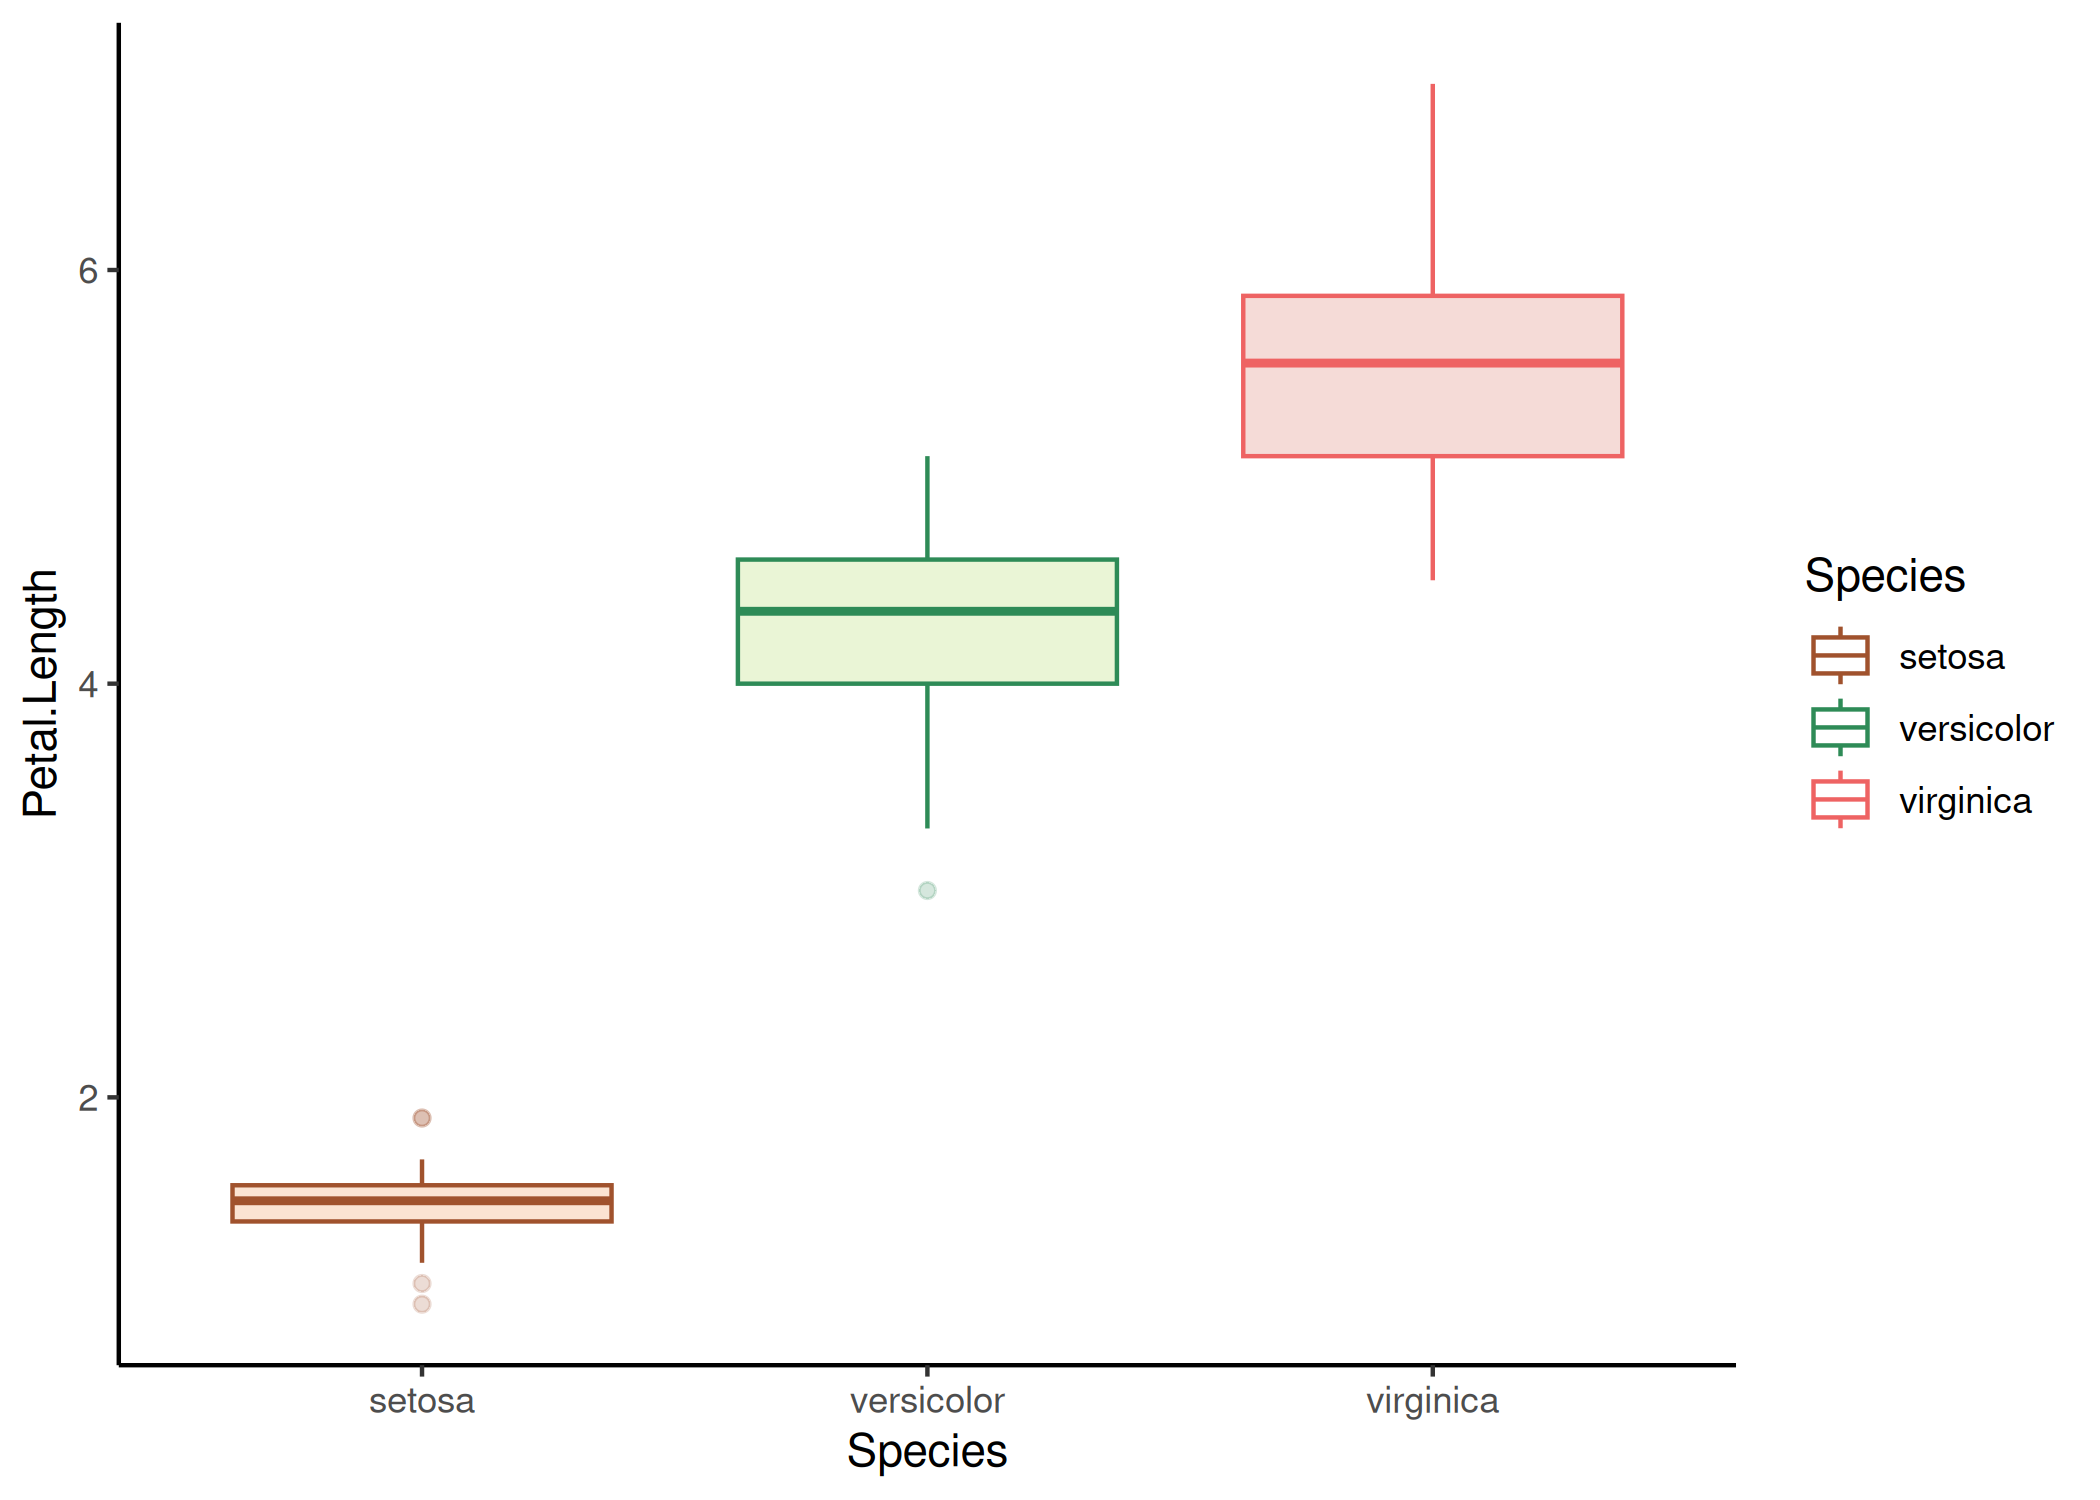 Petal.Length
6
4
2
setosa
versicolor
virginica
Species
Species
setosa
versicolor
virginica